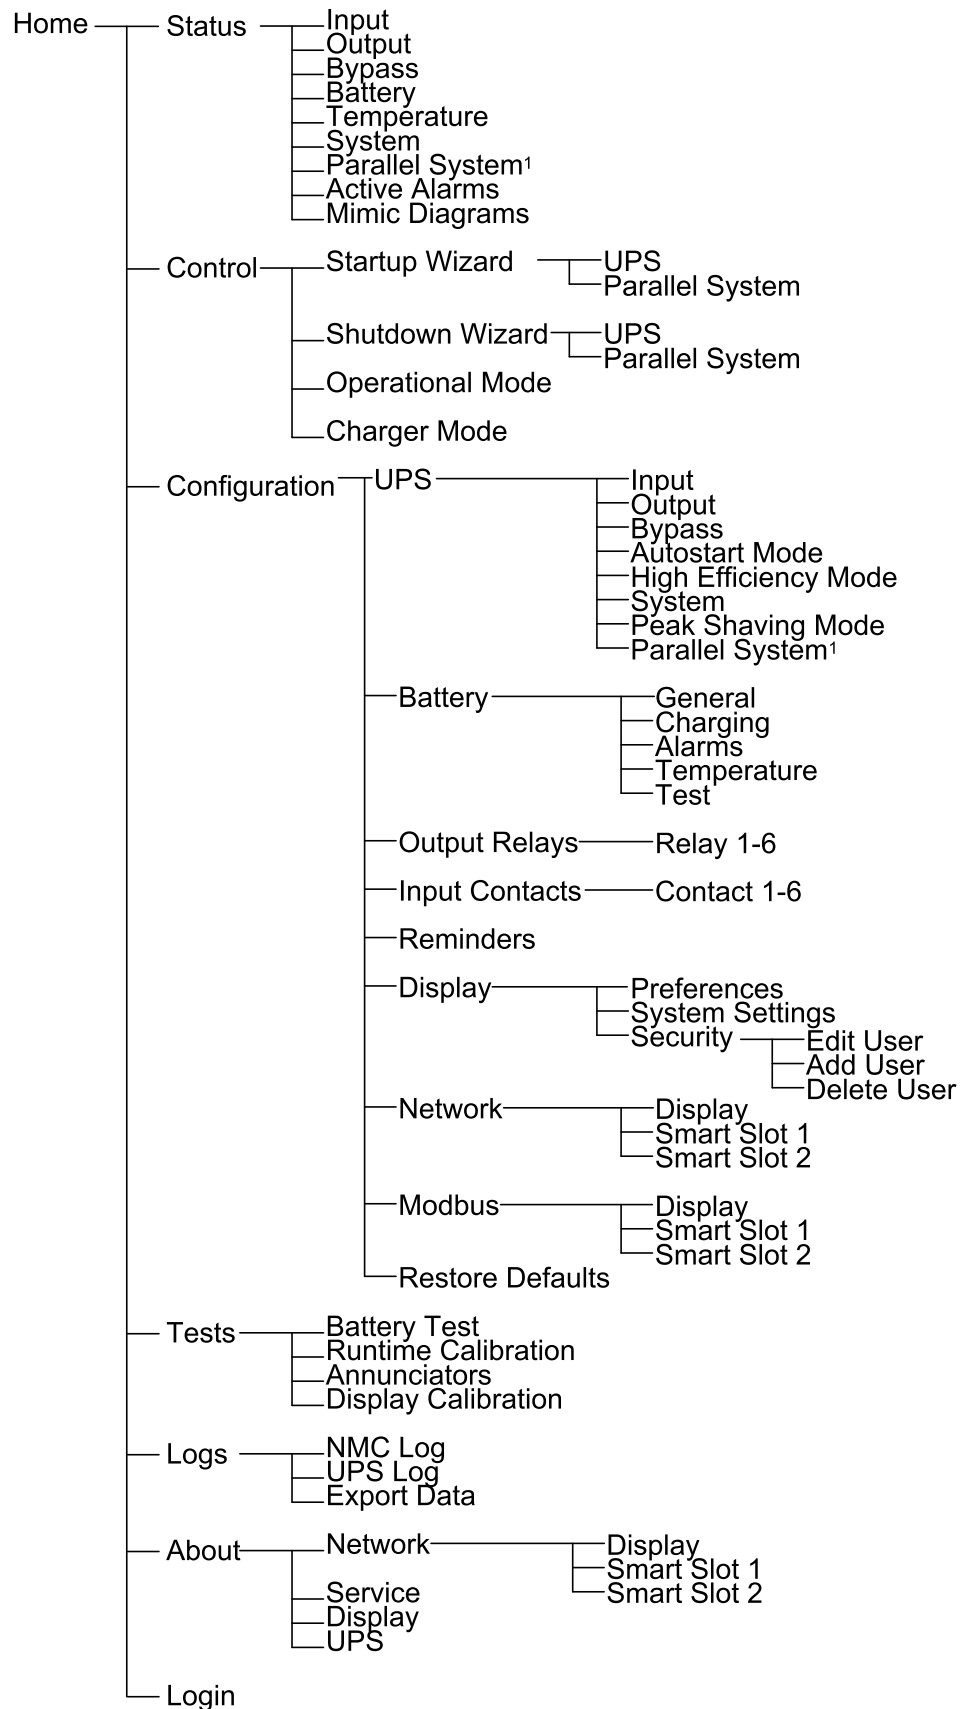 Home
Status
Input
Output
Bypass
Battery
Temperature
System
Parallel System¹
Active Alarms
Mimic Diagrams
Control
Startup Wizard
UPS
Parallel System
Shutdown Wizard
UPS
Parallel System
Operational Mode
Charger Mode
Configuration
UPS
Input
Output
Bypass
Autostart Mode
High Efficiency Mode
System
Peak Shaving Mode
Parallel System¹
Battery
General
Charging
Alarms
Temperature
Test
Output Relays
Relay 1-6
Input Contacts
Contact 1-6
Reminders
Display
Preferences
System Settings
Security
Edit User
Add User
Delete User
Network
Display
Smart Slot 1
Smart Slot 2
Modbus
Display
Smart Slot 1
Smart Slot 2
Restore Defaults
Tests
Battery Test
Runtime Calibration
Annunciators
Display Calibration
Logs
NMC Log
UPS Log
Export Data
About
Network
Display
Smart Slot 1
Smart Slot 2
Service
Display
UPS
Login